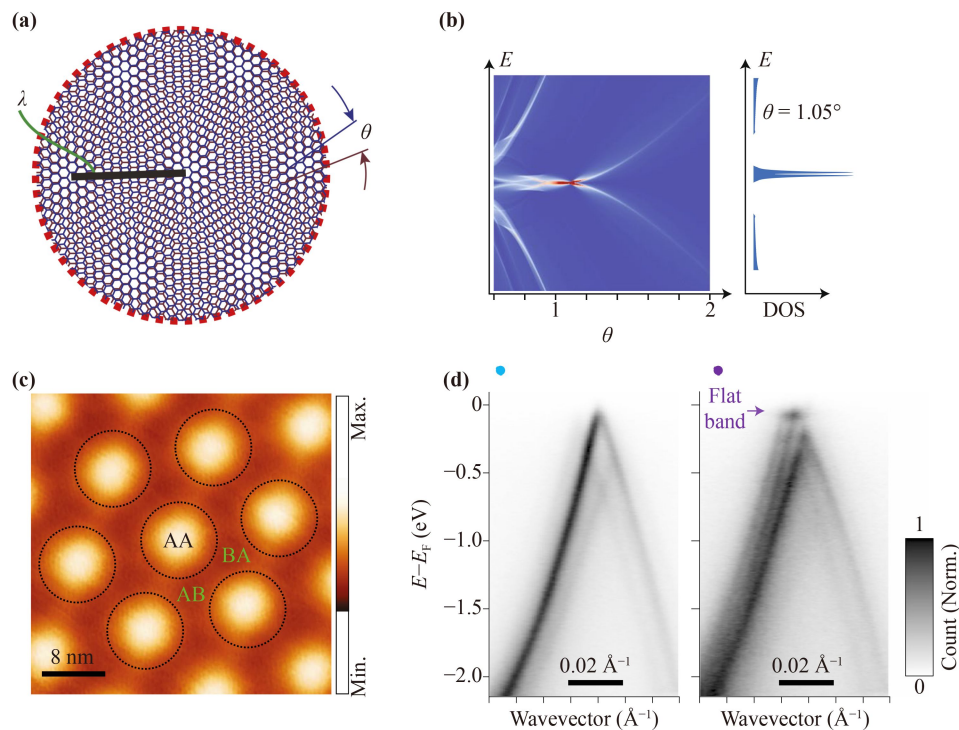 (a)
λ
θ
(b)
E
E
θ = 1.05°
1
2
θ
DOS
(c)
AA
BA
AB
8 nm
Max.
Min.
(d)
Flat
band
0
−0.5
−1.0
−1.5
−2.0
E−E_F (eV)
0.02 Å⁻¹
0.02 Å⁻¹
Wavevector (Å⁻¹)
Wavevector (Å⁻¹)
1
0
Count (Norm.)